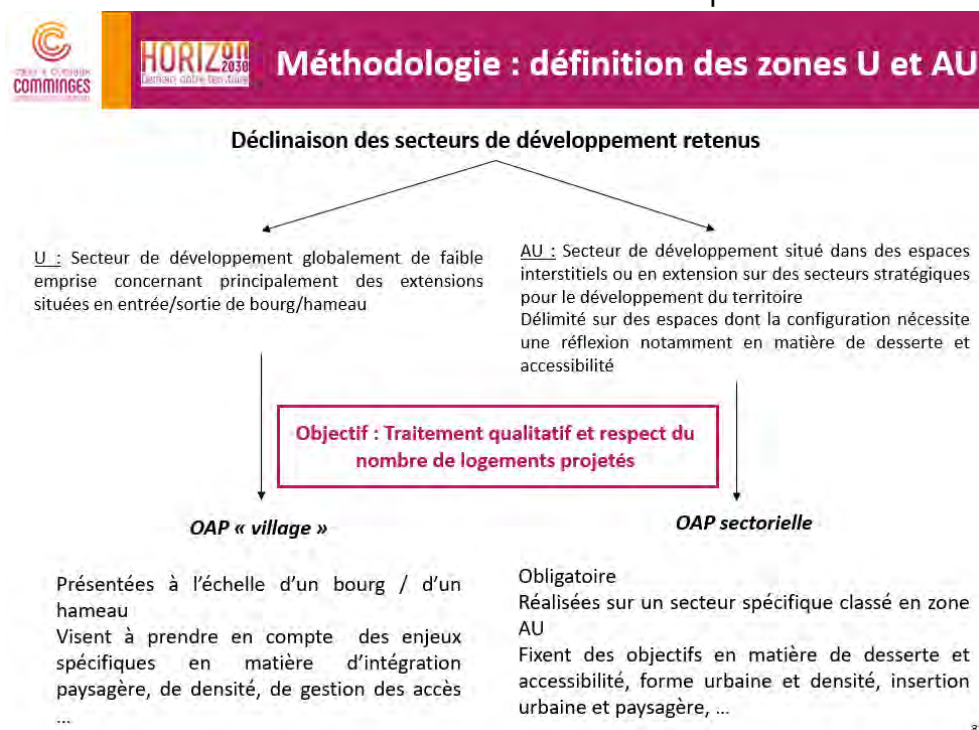 COMMINGES
HORIZON
2030
Méthodologie : définition des zones U et AU
Déclinaison des secteurs de développement retenus
U : Secteur de développement globalement de faible
emprise concernant principalement des extensions
situées en entrée/sortie de bourg/hameau
AU : Secteur de développement situé dans des espaces
interstitiels ou en extension sur des secteurs stratégiques
pour le développement du territoire
Délimité sur des espaces dont la configuration nécessite
une réflexion notamment en matière de desserte et
accessibilité
Objectif : Traitement qualitatif et respect du
nombre de logements projetés
OAP « village »
Présentées à l'échelle d'un bourg / d'un
hameau
Visent à prendre en compte des enjeux
spécifiques en matière d'intégration
paysagère, de densité, de gestion des accès
...
OAP sectorielle
Obligatoire
Réalisées sur un secteur spécifique classé en zone
AU
Fixent des objectifs en matière de desserte et
accessibilité, forme urbaine et densité, insertion
urbaine et paysagère, ...